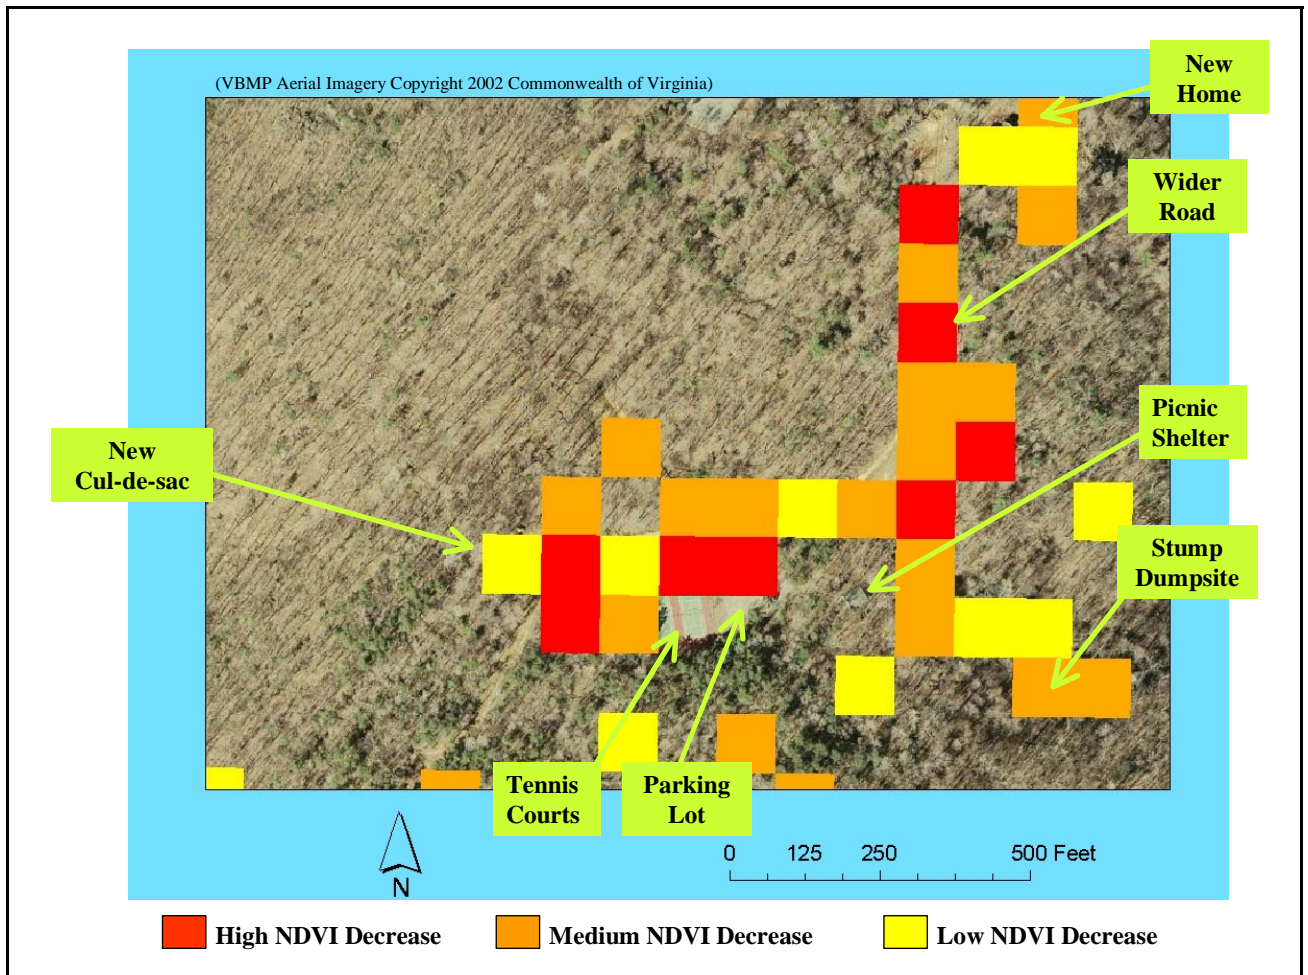 (VBMP Aerial Imagery Copyright 2002 Commonwealth of Virginia)
New
Home
Wider
Road
Picnic
Shelter
New
Cul-de-sac
Stump
Dumpsite
Tennis
Courts
Parking
Lot
N
0 125 250 500 Feet
High NDVI Decrease
Medium NDVI Decrease
Low NDVI Decrease